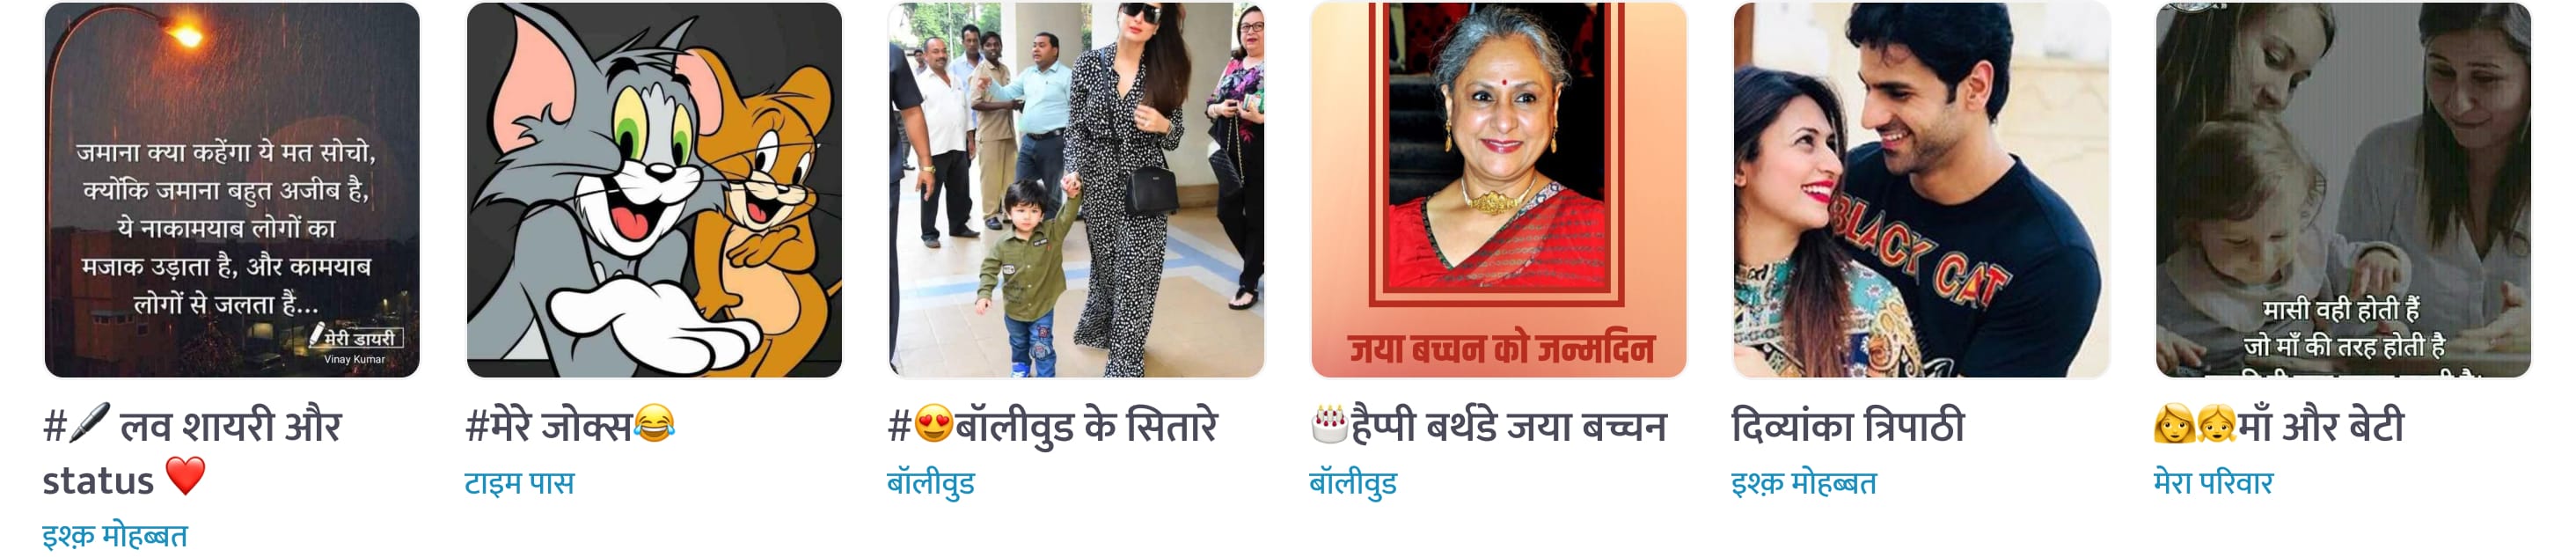 जमाना क्या कहेंगा ये मत सोचो,
क्योंकि जमाना बहुत अजीब है,
ये नाकामयाब लोगों का
मजाक उड़ाता है, और कामयाब
लोगों से जलता हैं...
मेरी डायरी
Vinay Kumar
#🖊 लव शायरी और
status ❤️
इश्क़ मोहब्बत
#मेरे जोक्स😂
टाइम पास
#😍बॉलीवुड के सितारे
बॉलीवुड
जया बच्चन को जन्मदिन
🎂हैप्पी बर्थडे जया बच्चन
बॉलीवुड
BLACK CAT
दिव्यांका त्रिपाठी
इश्क़ मोहब्बत
मासी वही होती हैं
जो माँ की तरह होती है
👩👧माँ और बेटी
मेरा परिवार